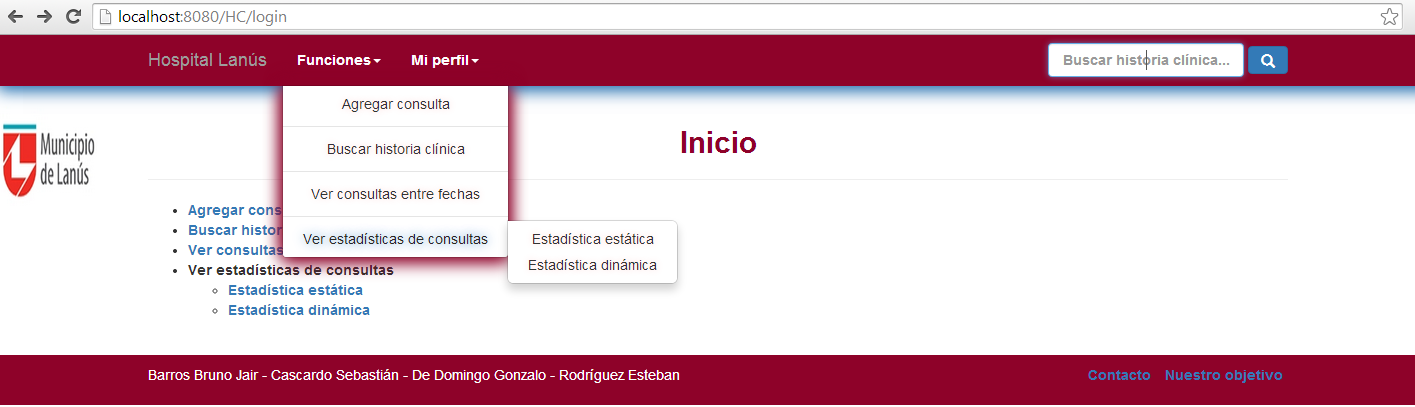 localhost:8080/HC/login
Hospital Lanús Funciones Mi perfil Buscar historia clínica...
Agregar consulta
Buscar historia clínica
Ver consultas entre fechas
Ver estadísticas de consultas
Estadística estática
Estadística dinámica
Municipio
de Lanús
Inicio
Agregar cons
Buscar histor
Ver consultas
Ver estadísticas de consultas
Estadística estática
Estadística dinámica
Barros Bruno Jair - Cascardo Sebastián - De Domingo Gonzalo - Rodríguez Esteban Contacto Nuestro objetivo